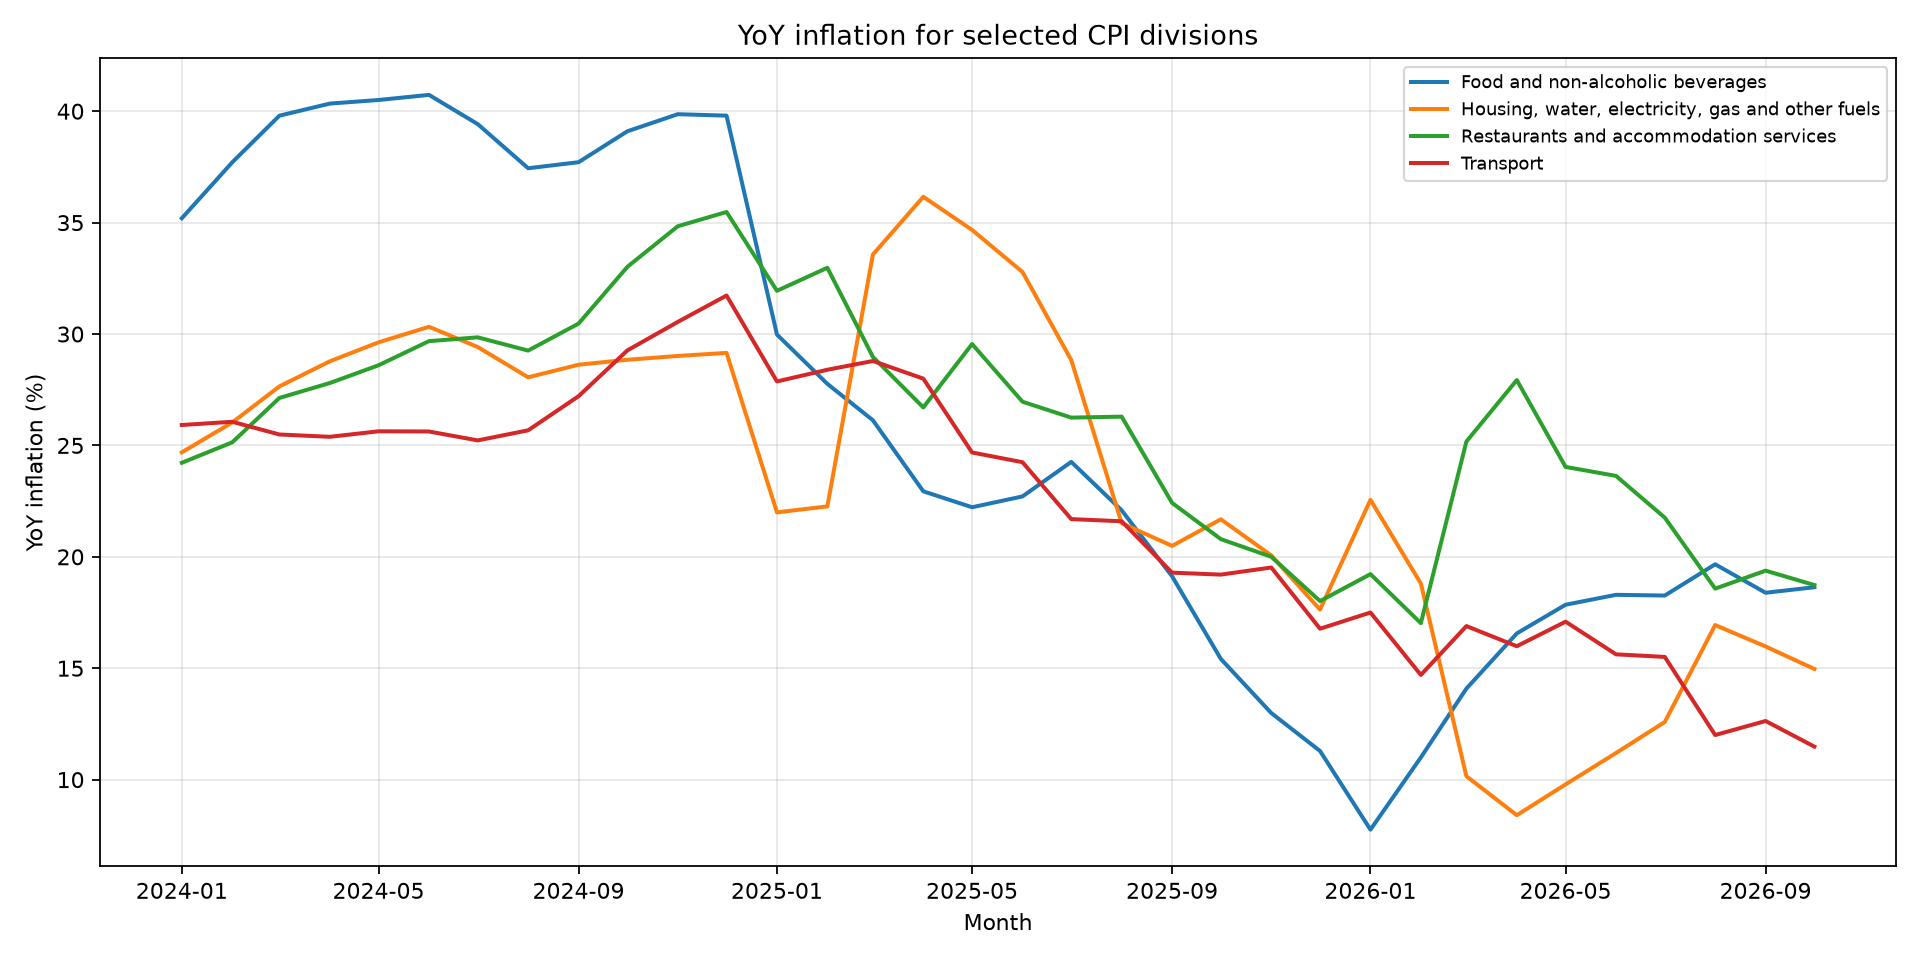 YoY inflation for selected CPI divisions
Food and non-alcoholic beverages
Housing, water, electricity, gas and other fuels
Restaurants and accommodation services
Transport
YoY inflation (%)
40
35
30
25
20
15
10
2024-01
2024-05
2024-09
2025-01
2025-05
2025-09
2026-01
2026-05
2026-09
Month